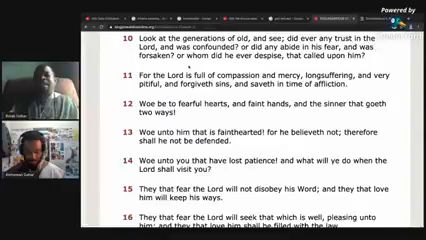 Powered by
10 Look at the generations of old, and see; did ever any trust in the
Lord, and was confounded? or did any abide in his fear, and was
forsaken? or whom did he ever despise, that called upon him?
11 For the Lord is full of compassion and mercy, longsuffering, and very
pitiful, and forgiveth sins, and saveth in time of affliction.
12 Woe be to fearful hearts, and faint hands, and the sinner that goeth
two ways!
13 Woe unto him that is fainthearted! for he believeth not; therefore
shall he not be defended.
14 Woe unto you that have lost patience! and what will ye do when the
Lord shall visit you?
15 They that fear the Lord will not disobey his Word; and they that love
him will keep his ways.
16 They that fear the Lord will seek that which is well, pleasing unto
him; and they that love him shall be filled with the law.